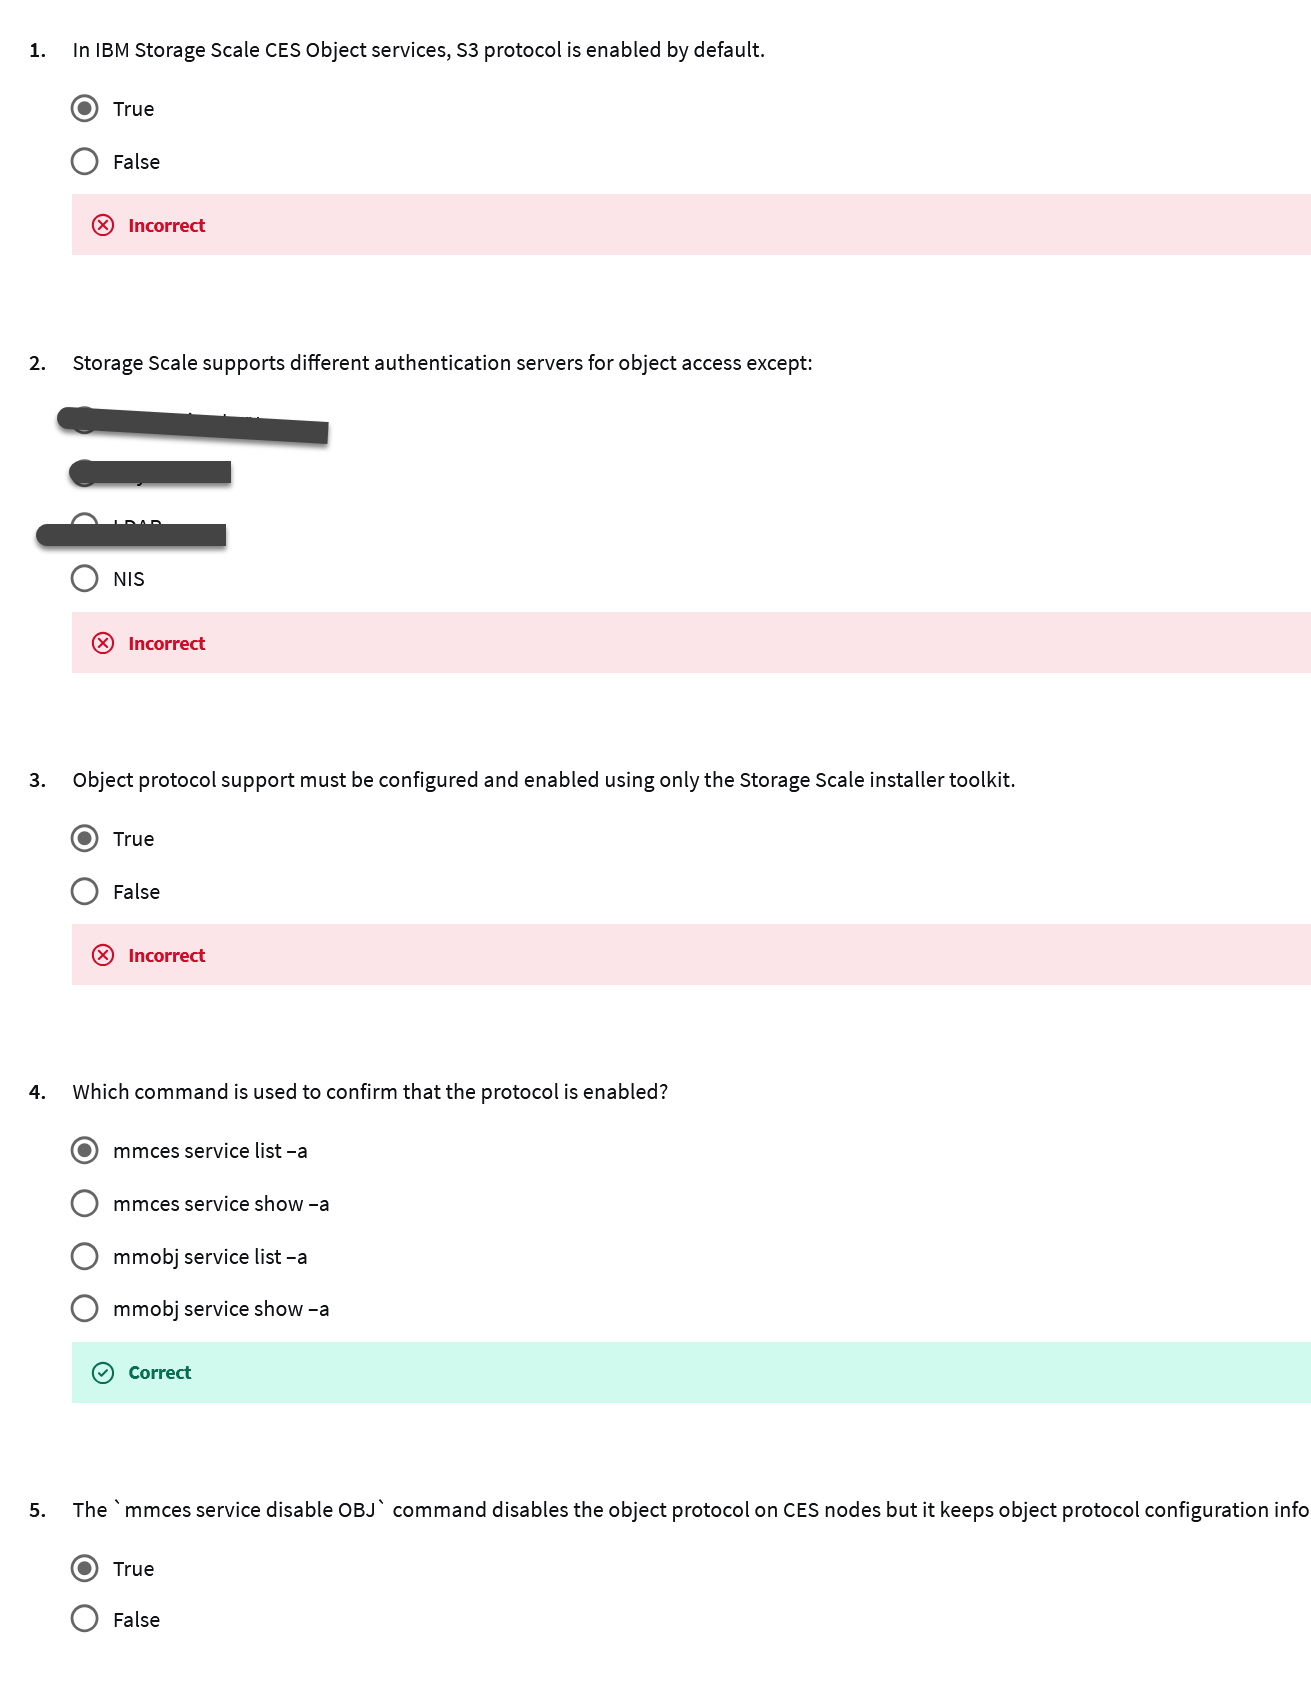 1. In IBM Storage Scale CES Object services, S3 protocol is enabled by default.
True
False
Incorrect
2. Storage Scale supports different authentication servers for object access except:
NIS
Incorrect
3. Object protocol support must be configured and enabled using only the Storage Scale installer toolkit.
True
False
Incorrect
4. Which command is used to confirm that the protocol is enabled?
mmces service list –a
mmces service show –a
mmobj service list –a
mmobj service show –a
Correct
5. The `mmces service disable OBJ` command disables the object protocol on CES nodes but it keeps object protocol configuration info
True
False